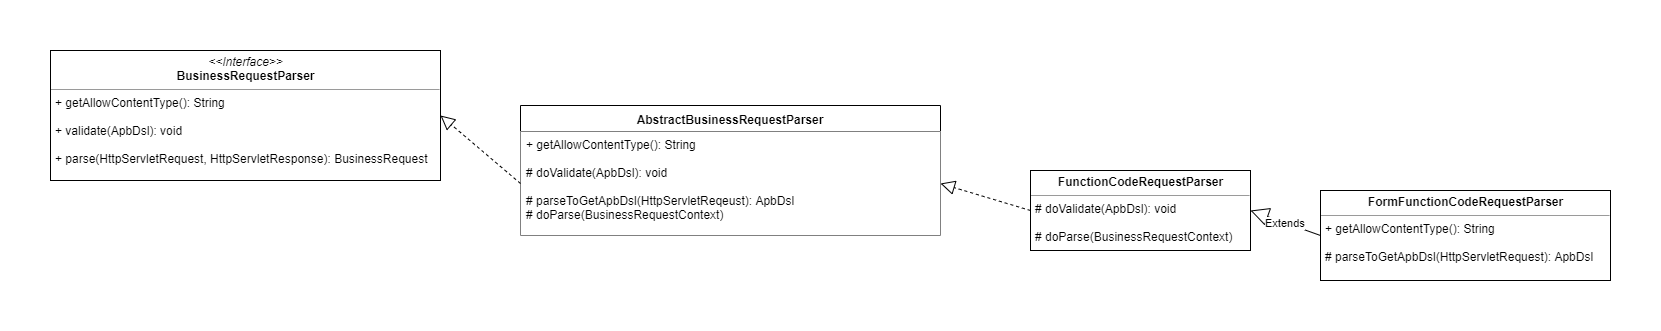 <<Interface>>
BusinessRequestParser
+ getAllowContentType(): String
+ validate(ApbDsl): void
+ parse(HttpServletRequest, HttpServletResponse): BusinessRequest
AbstractBusinessRequestParser
+ getAllowContentType(): String
# doValidate(ApbDsl): void
# parseToGetApbDsl(HttpServletReqeust): ApbDsl
# doParse(BusinessRequestContext)
FunctionCodeRequestParser
# doValidate(ApbDsl): void
# doParse(BusinessRequestContext)
Extends
FormFunctionCodeRequestParser
+ getAllowContentType(): String
# parseToGetApbDsl(HttpServletRequest): ApbDsl